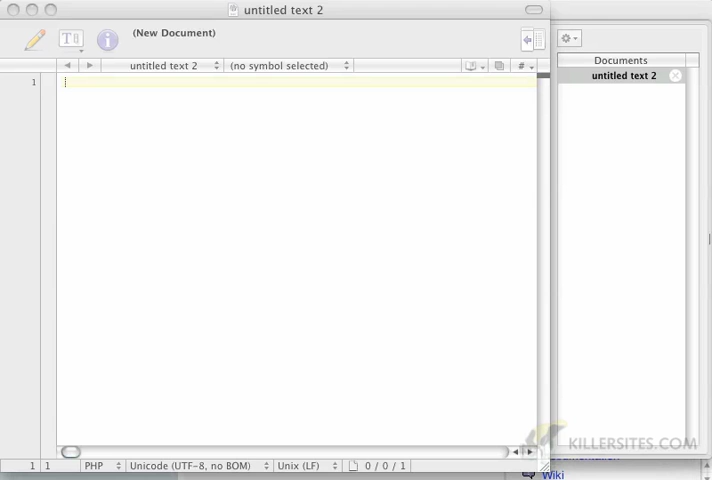 untitled text 2
(New Document)
untitled text 2
(no symbol selected)
#
Documents
untitled text 2
1
KILLERSITES.COM
1 1 PHP Unicode (UTF-8, no BOM) Unix (LF) 0 / 0 / 1
Wiki